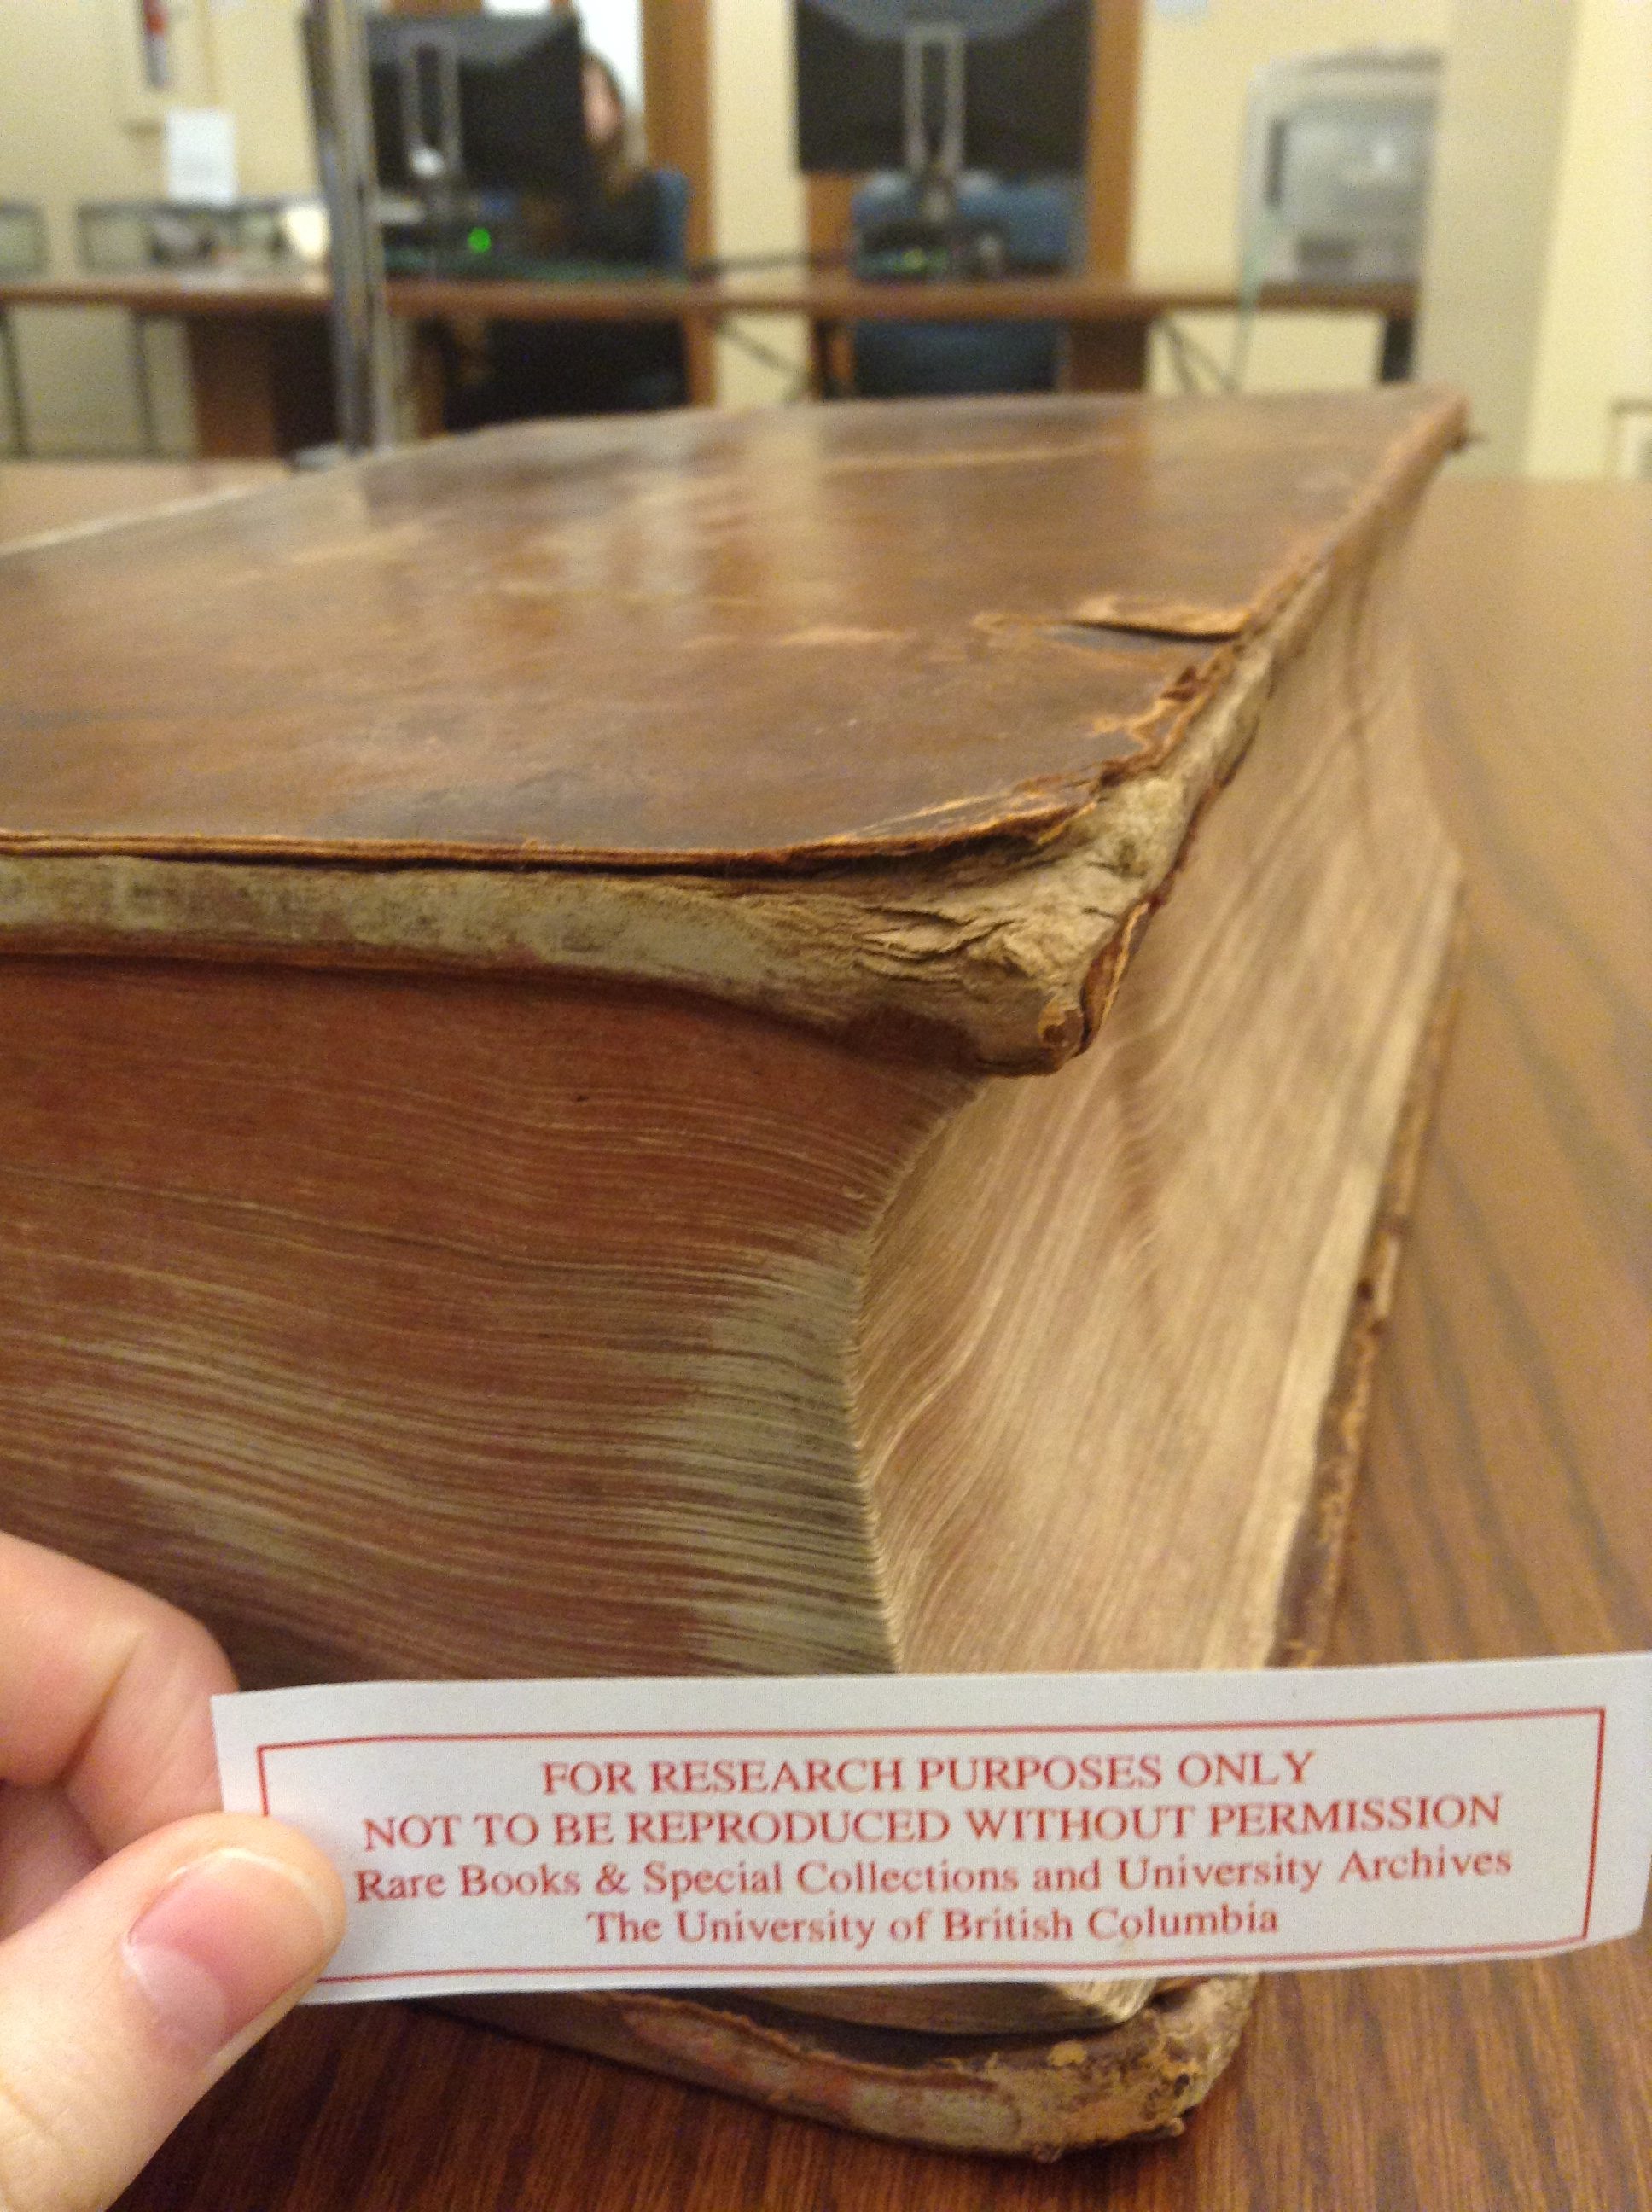 FOR RESEARCH PURPOSES ONLY
NOT TO BE REPRODUCED WITHOUT PERMISSION
Rare Books & Special Collections and University Archives
The University of British Columbia